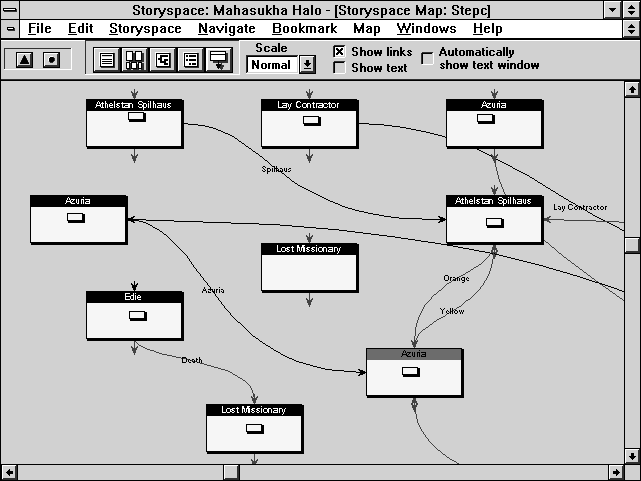 Storyspace: Mahasukha Halo - [Storyspace Map: Stepc]
File Edit Storyspace Navigate Bookmark Map Windows Help
Scale
Normal
Show links
Show text
Automatically
show text window
Athelstan Spilhaus
Lay Contractor
Azuria
Spilhaus
Azuria
Athelstan Spilhaus
Lay Contractor
Lost Missionary
Orange
Azuria
Edie
Yellow
Azuria
Death
Lost Missionary